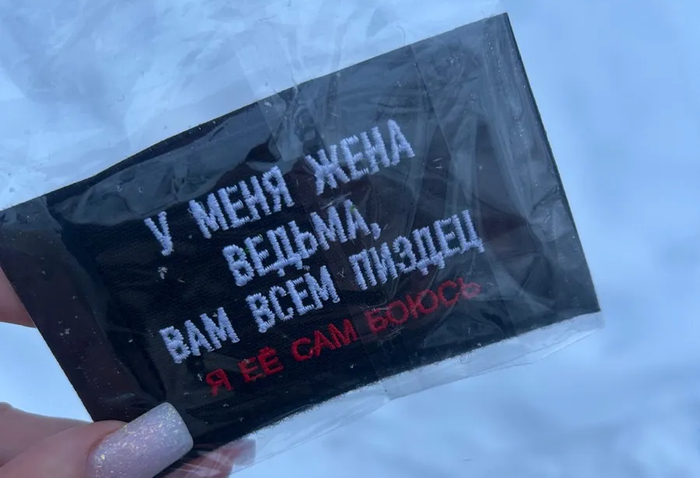 У МЕНЯ ЖЕНА
ВЕДЬМА,
ВАМ ВСЕМ ПИЗДЕЦ
Я ЕЁ САМ БОЮСЬ